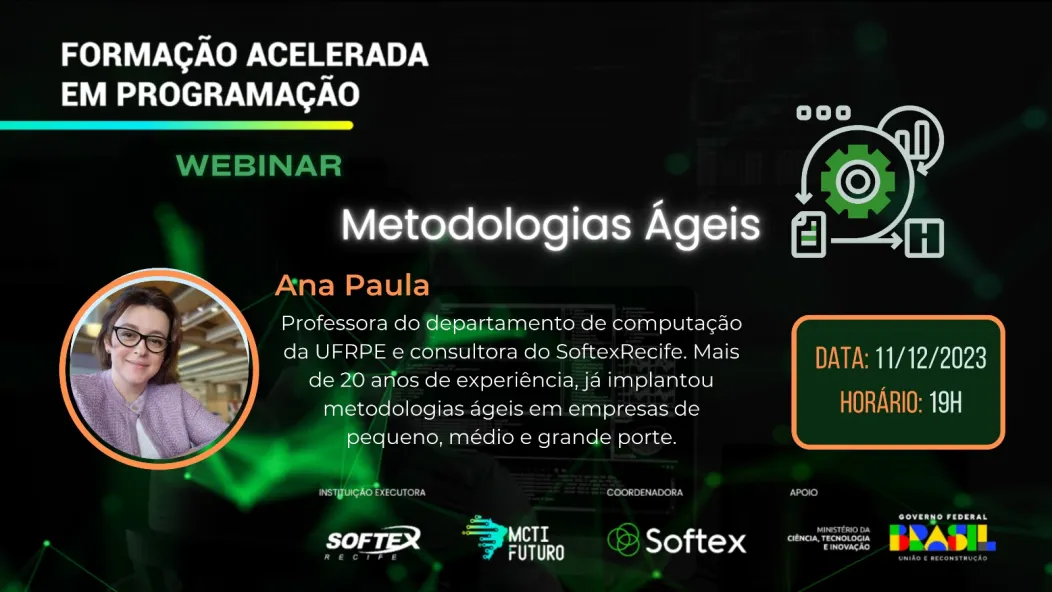 FORMAÇÃO ACELERADA
EM PROGRAMAÇÃO
WEBINAR
Metodologias Ágeis
Ana Paula
Professora do departamento de computação
da UFRPE e consultora do SoftexRecife. Mais
de 20 anos de experiência, já implantou
metodologias ágeis em empresas de
pequeno, médio e grande porte.
DATA: 11/12/2023
HORÁRIO: 19H
INSTITUIÇÃO EXECUTORA
SOFTEX
RECIFE
MCTI
FUTURO
COORDENADORA
Softex
APOIO
MINISTÉRIO DA
CIÊNCIA, TECNOLOGIA
E INOVAÇÃO
GOVERNO FEDERAL
BRASIL
UNIÃO E RECONSTRUÇÃO